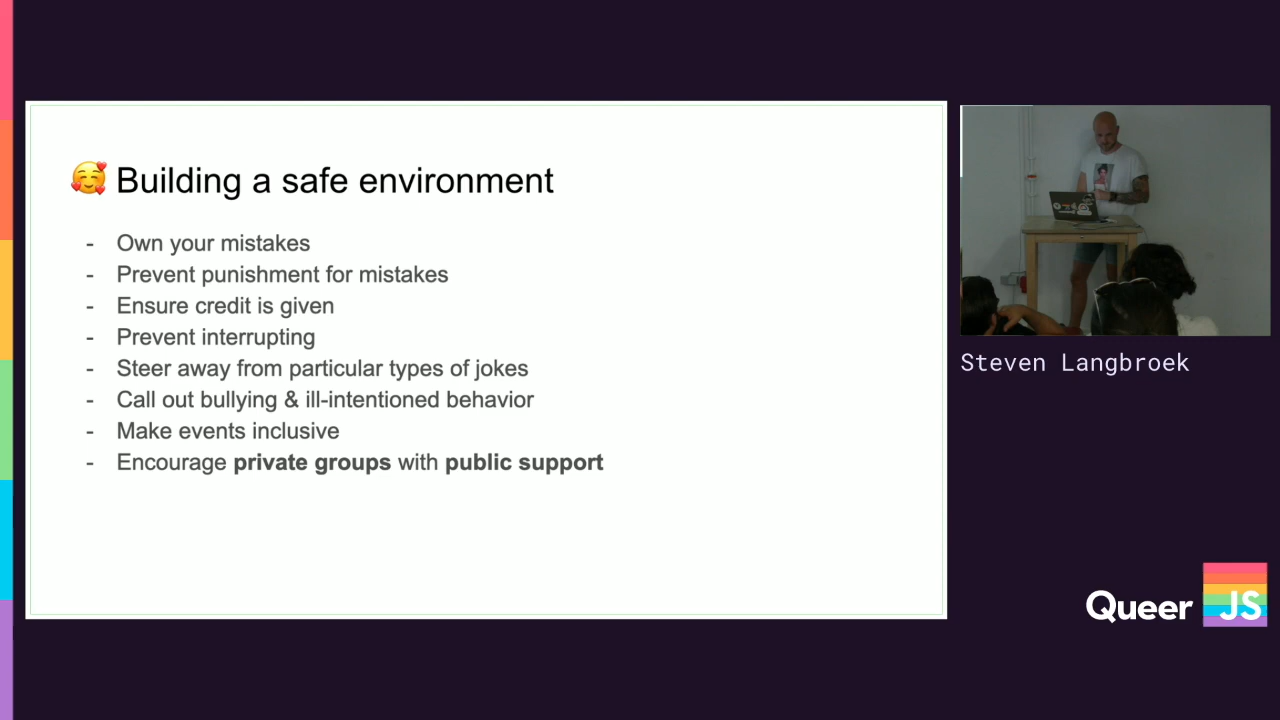 🥰 Building a safe environment
- Own your mistakes
- Prevent punishment for mistakes
- Ensure credit is given
- Prevent interrupting
- Steer away from particular types of jokes
- Call out bullying & ill-intentioned behavior
- Make events inclusive
- Encourage private groups with public support
Steven Langbroek
Queer JS